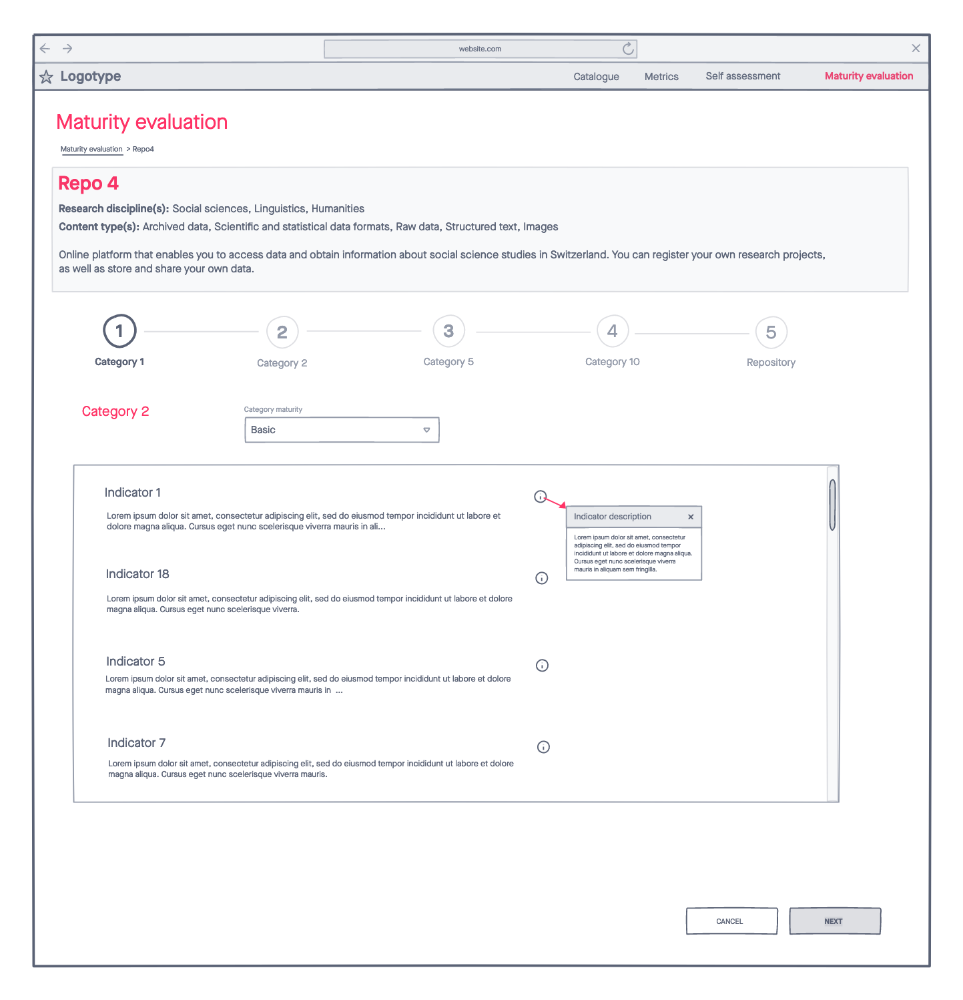 website.com
Logotype
Catalogue
Metrics
Self assessment
Maturity evaluation
Maturity evaluation
Maturity evaluation > Repo4
Repo 4
Research discipline(s): Social sciences, Linguistics, Humanities
Content type(s): Archived data, Scientific and statistical data formats, Raw data, Structured text, Images
Online platform that enables you to access data and obtain information about social science studies in Switzerland. You can register your own research projects,
as well as store and share your own data.
1
2
3
4
5
Category 1
Category 2
Category 5
Category 10
Repository
Category 2
Category maturity
Basic
Indicator 1
Lorem ipsum dolor sit amet, consectetur adipiscing elit, sed do eiusmod tempor incididunt ut labore et
dolore magna aliqua. Cursus eget nunc scelerisque viverra mauris in ali...
Indicator description
Lorem ipsum dolor sit amet, consectetur
adipiscing elit, sed do eiusmod tempor
incididunt ut labore et dolore magna aliqua.
Cursus eget nunc scelerisque viverra
mauris in aliquam sem fringilla.
Indicator 18
Lorem ipsum dolor sit amet, consectetur adipiscing elit, sed do eiusmod tempor incididunt ut labore et dolore
magna aliqua. Cursus eget nunc scelerisque viverra.
Indicator 5
Lorem ipsum dolor sit amet, consectetur adipiscing elit, sed do eiusmod tempor incididunt ut labore et dolore
magna aliqua. Cursus eget nunc scelerisque viverra mauris in ...
Indicator 7
Lorem ipsum dolor sit amet, consectetur adipiscing elit, sed do eiusmod tempor incididunt ut labore et dolore
magna aliqua. Cursus eget nunc scelerisque viverra mauris.
CANCEL
NEXT